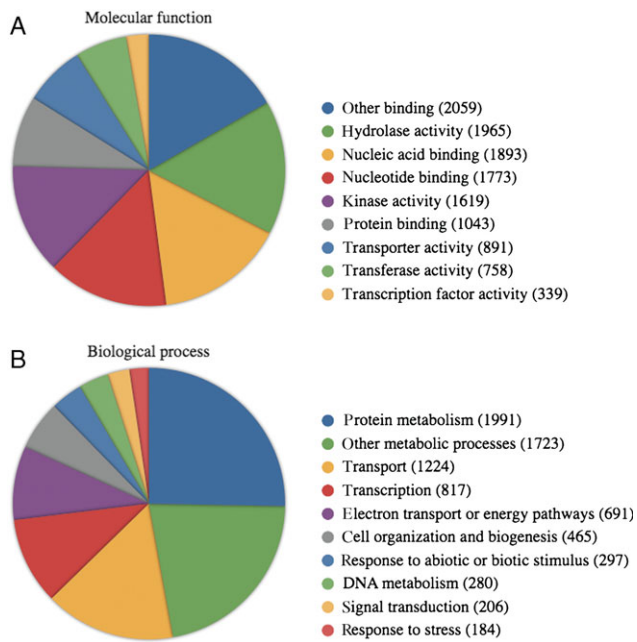 A
Molecular function
Other binding (2059)
Hydrolase activity (1965)
Nucleic acid binding (1893)
Nucleotide binding (1773)
Kinase activity (1619)
Protein binding (1043)
Transporter activity (891)
Transferase activity (758)
Transcription factor activity (339)
B
Biological process
Protein metabolism (1991)
Other metabolic processes (1723)
Transport (1224)
Transcription (817)
Electron transport or energy pathways (691)
Cell organization and biogenesis (465)
Response to abiotic or biotic stimulus (297)
DNA metabolism (280)
Signal transduction (206)
Response to stress (184)